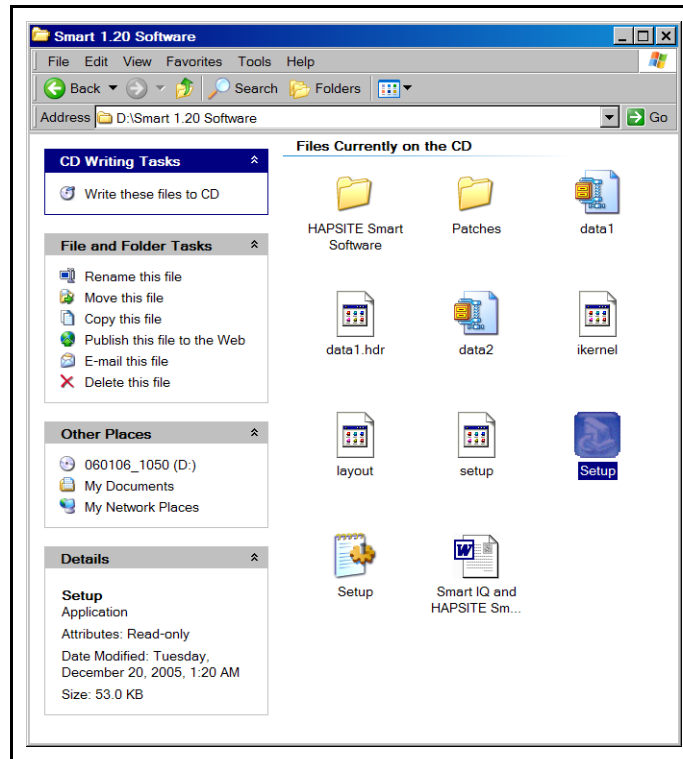 Smart 1.20 Software
File Edit View Favorites Tools Help
Back Search Folders
Address D:\Smart 1.20 Software Go
CD Writing Tasks
Write these files to CD
File and Folder Tasks
Rename this file
Move this file
Copy this file
Publish this file to the Web
E-mail this file
Delete this file
Other Places
060106_1050 (D:)
My Documents
My Network Places
Details
Setup
Application
Attributes: Read-only
Date Modified: Tuesday,
December 20, 2005, 1:20 AM
Size: 53.0 KB
Files Currently on the CD
HAPSITE Smart
Software
Patches
data1
data1.hdr
data2
ikernel
layout
setup
Setup
Setup
Smart IQ and
HAPSITE Sm...